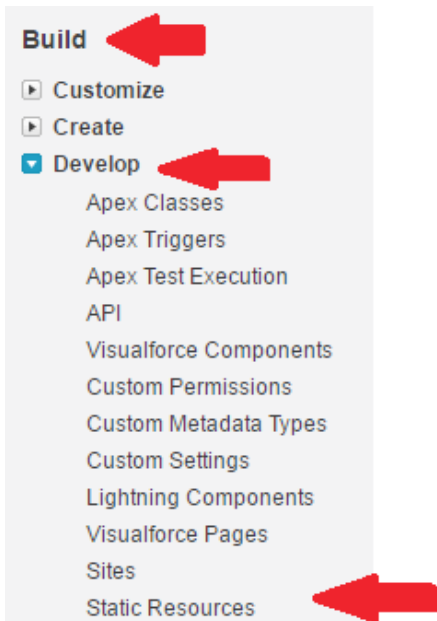 Build
Customize
Create
Develop
Apex Classes
Apex Triggers
Apex Test Execution
API
Visualforce Components
Custom Permissions
Custom Metadata Types
Custom Settings
Lightning Components
Visualforce Pages
Sites
Static Resources